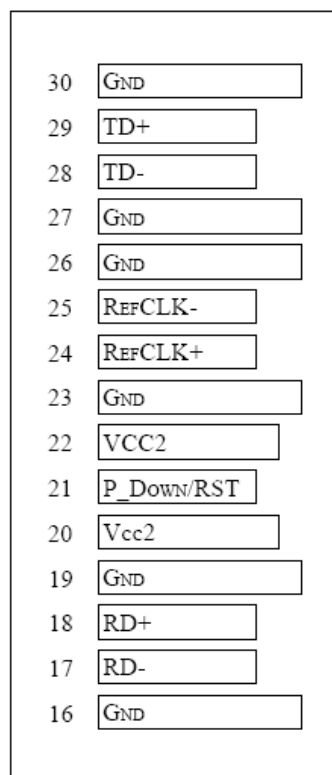 30 GND
29 TD+
28 TD-
27 GND
26 GND
25 REFCLK-
24 REFCLK+
23 GND
22 VCC2
21 P_DOWN/RST
20 Vcc2
19 GND
18 RD+
17 RD-
16 GND